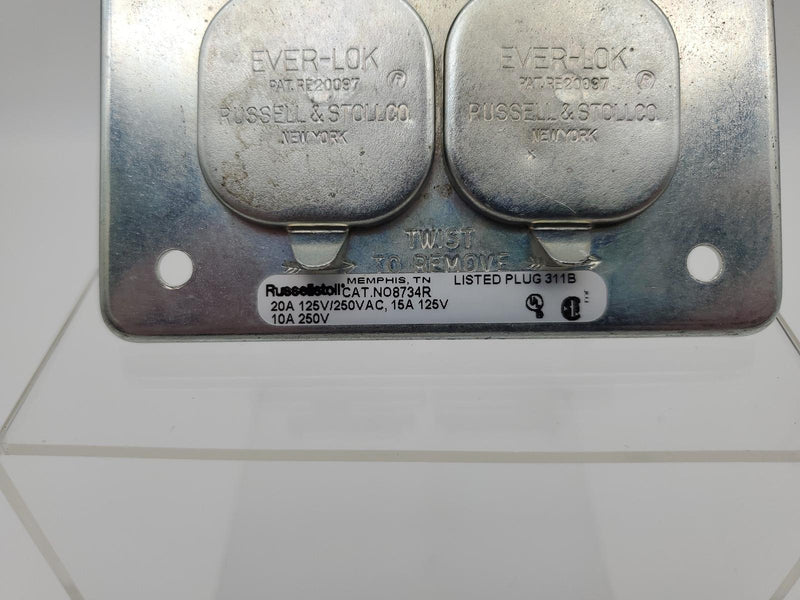 EVER-LOK
PAT.RE20097 ®
RUSSELL & STOLL CO.
NEW YORK
EVER-LOK
PAT.RE20097 ®
RUSSELL & STOLL CO.
NEW YORK
TWIST
TO REMOVE
MEMPHIS, TN LISTED PLUG 311B
Russellstoll CAT.NO8734R
20A 125V/250VAC, 15A 125V
10A 250V
UL